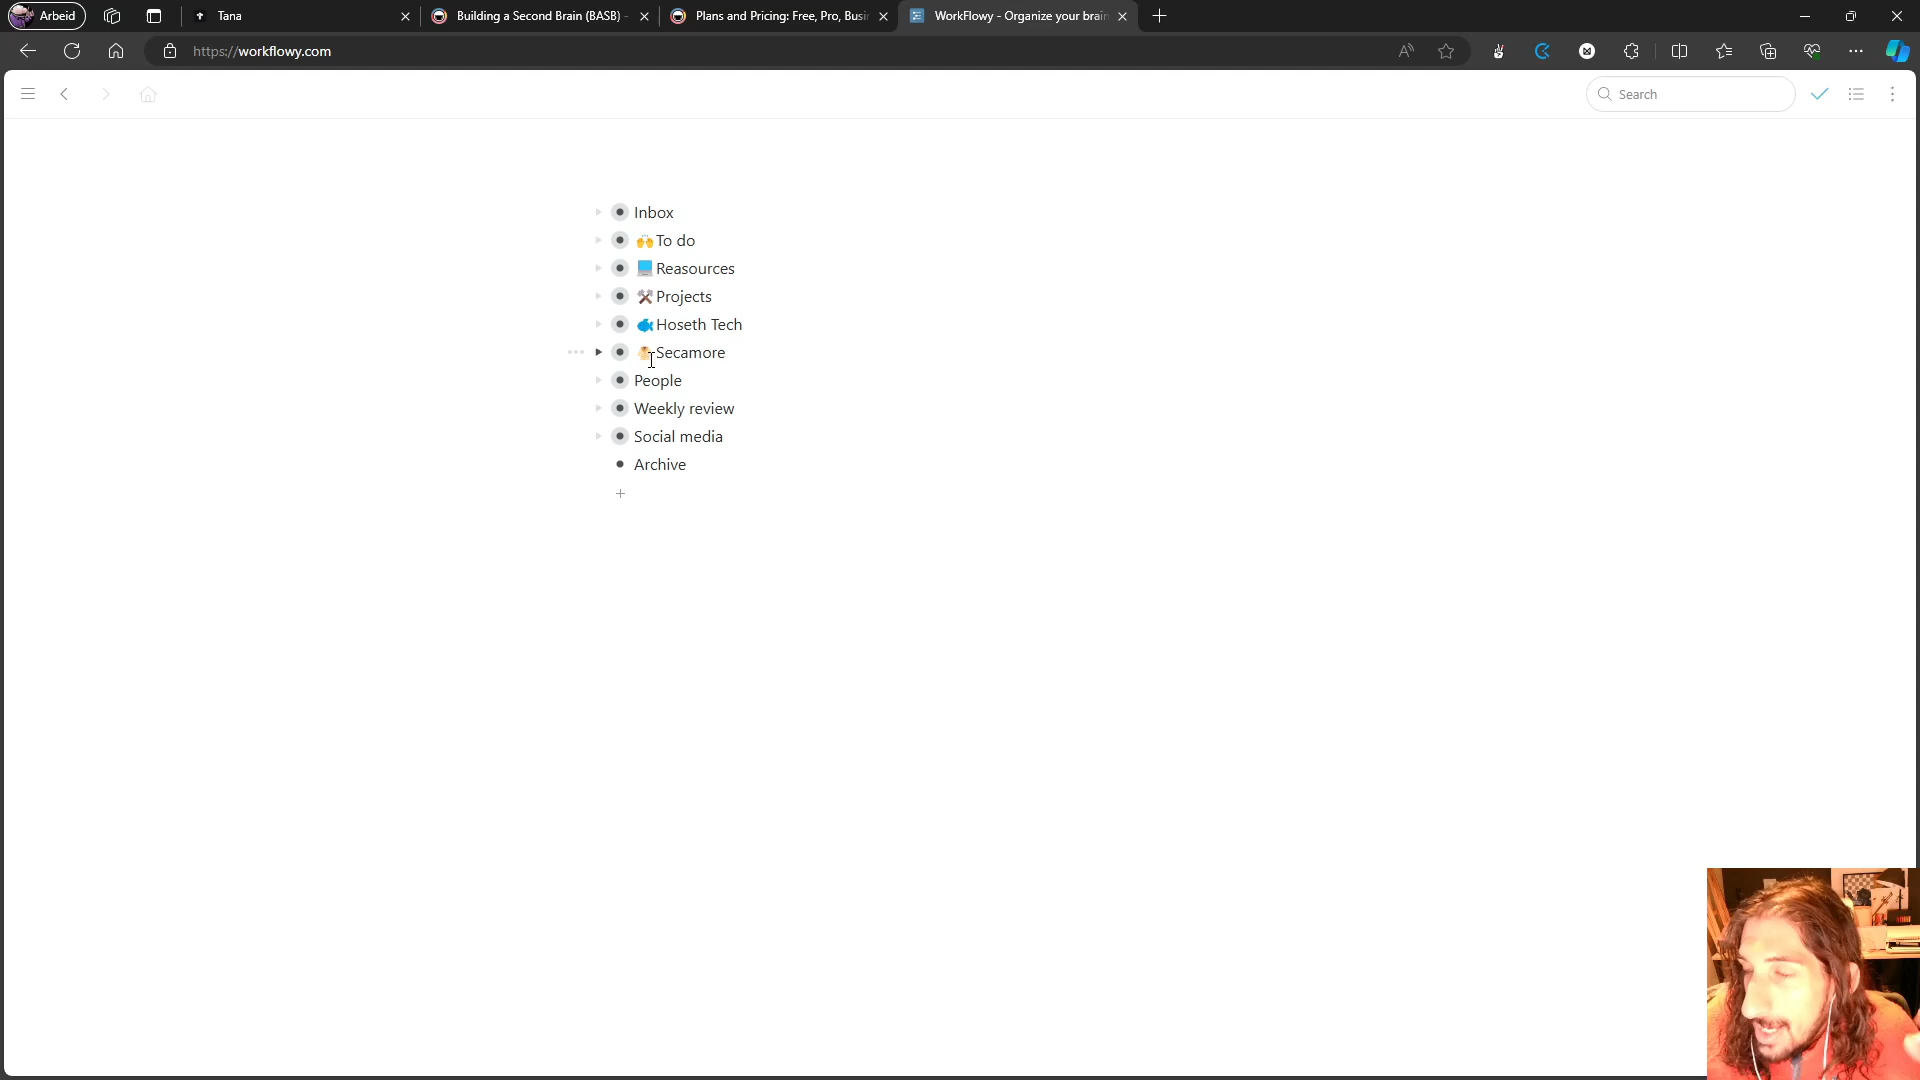 Arbeid
Tana
Building a Second Brain (BASB) -
Plans and Pricing: Free, Pro, Busi
WorkFlowy - Organize your brain
https://workflowy.com
Search
Inbox
🙌 To do
💻 Reasources
⚒️ Projects
🐟 Hoseth Tech
Secamore
People
Weekly review
Social media
Archive